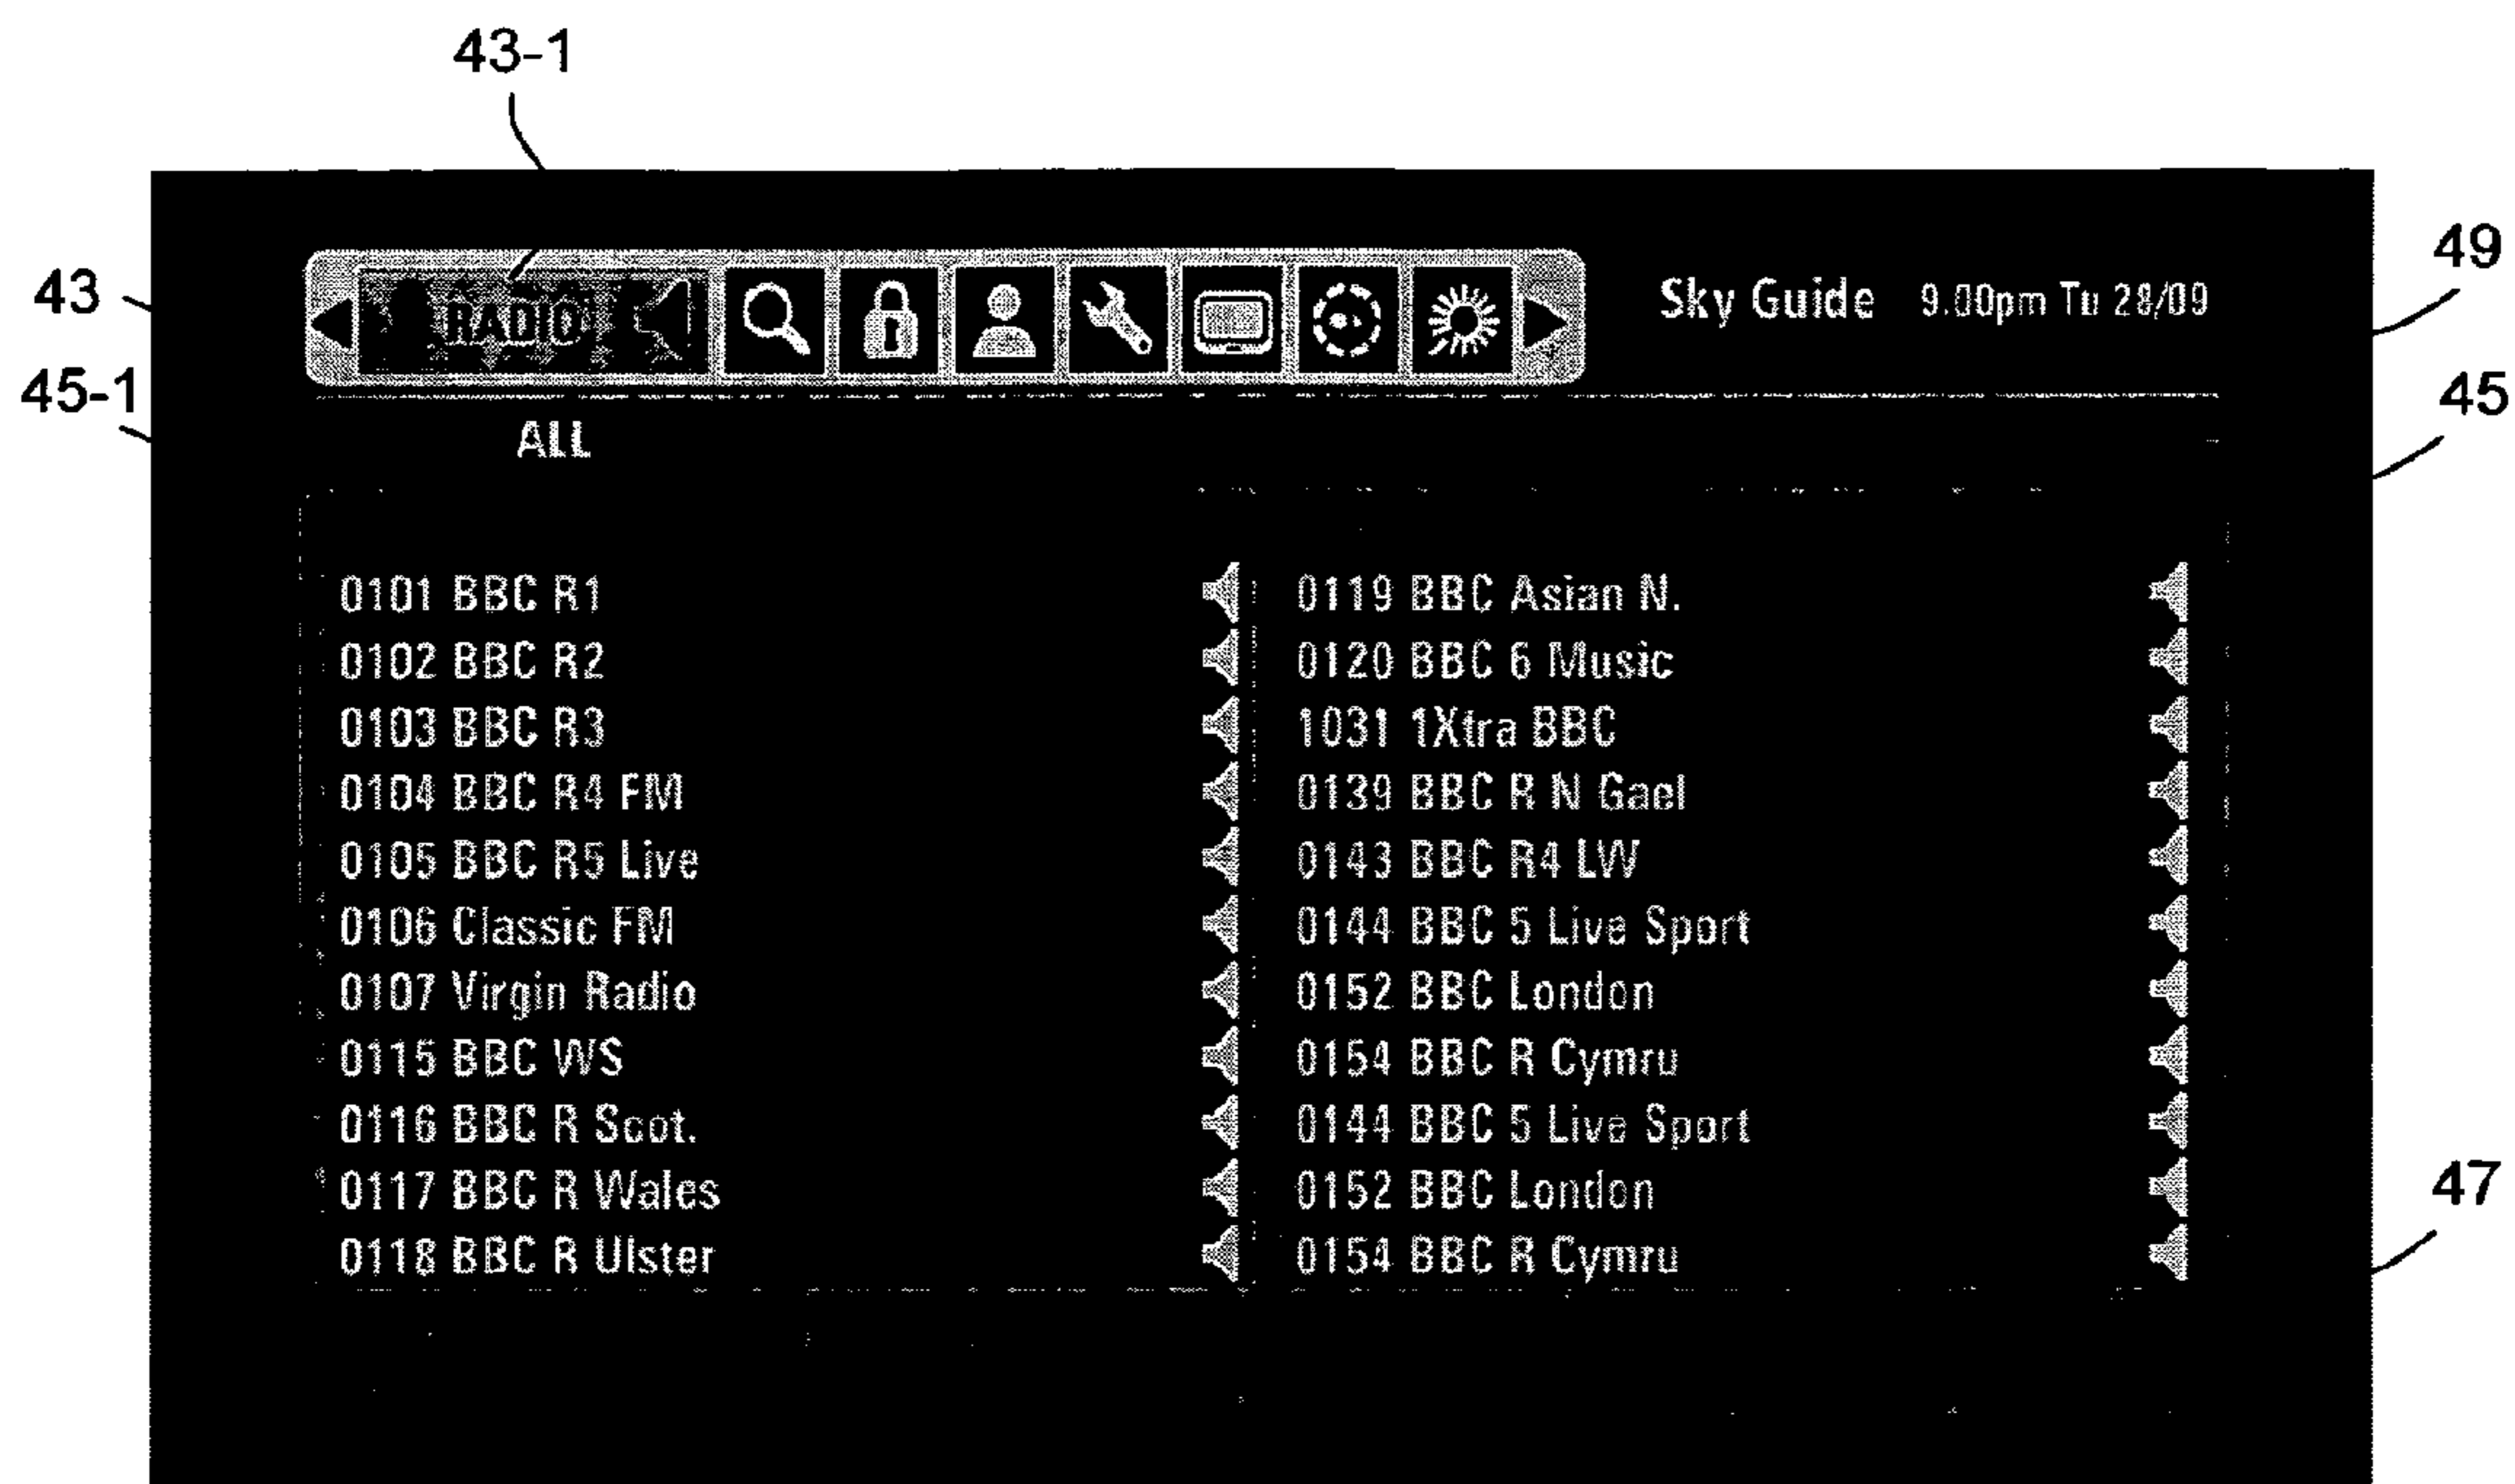 43-1
43
45-1
49
45
47
RADIO
Sky Guide 9.00pm Tu 28/09
ALL
0101 BBC R1
0102 BBC R2
0103 BBC R3
0104 BBC R4 FM
0105 BBC R5 Live
0106 Classic FM
0107 Virgin Radio
0115 BBC WS
0116 BBC R Scot.
0117 BBC R Wales
0118 BBC R Ulster
0119 BBC Asian N.
0120 BBC 6 Music
1031 1Xtra BBC
0139 BBC R N Gael
0143 BBC R4 LW
0144 BBC 5 Live Sport
0152 BBC London
0154 BBC R Cymru
0144 BBC 5 Live Sport
0152 BBC London
0154 BBC R Cymru